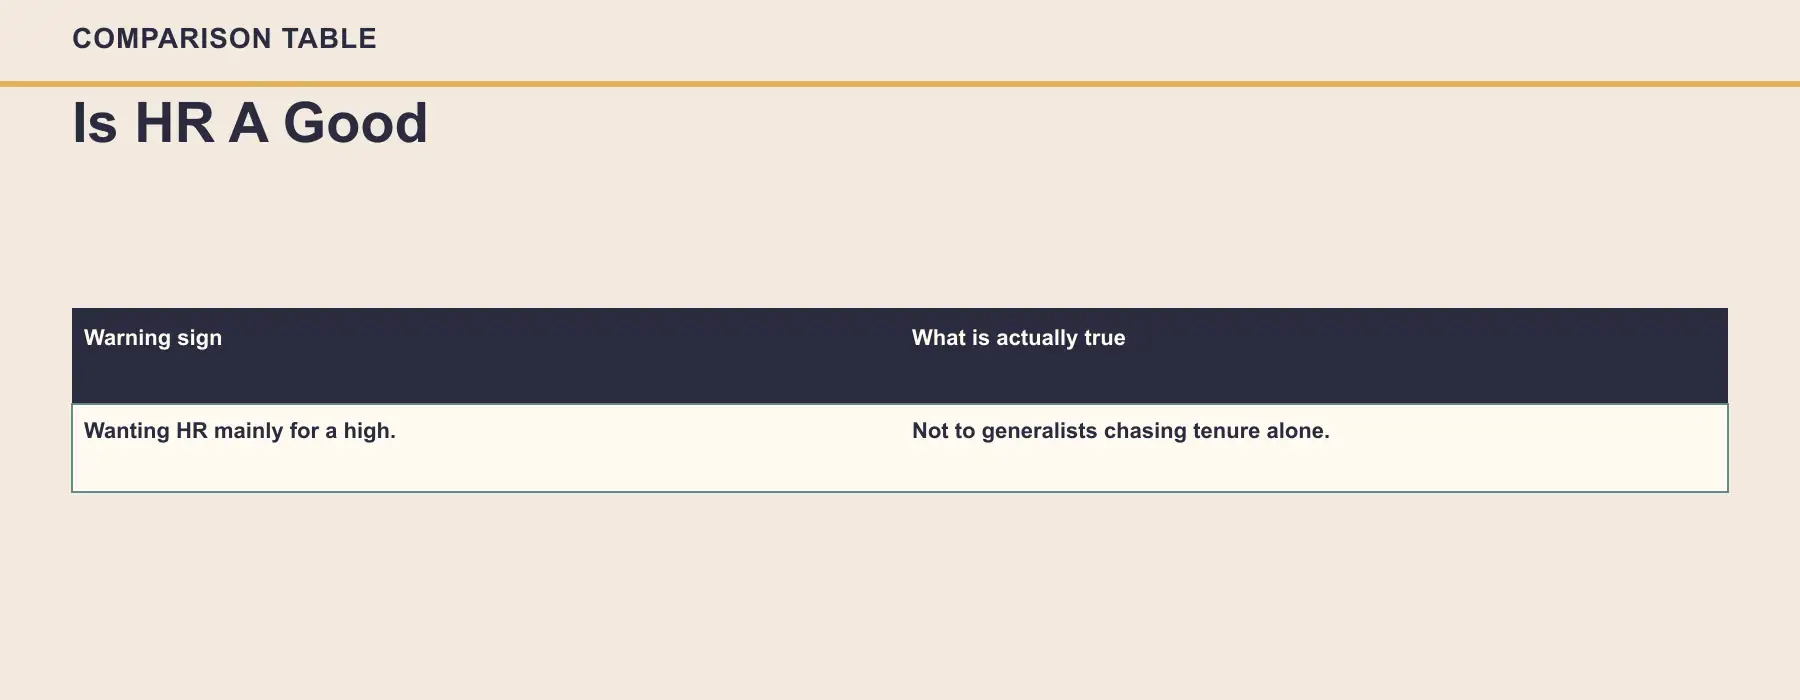 COMPARISON TABLE
Is HR A Good
Warning sign What is actually true
Wanting HR mainly for a high. Not to generalists chasing tenure alone.